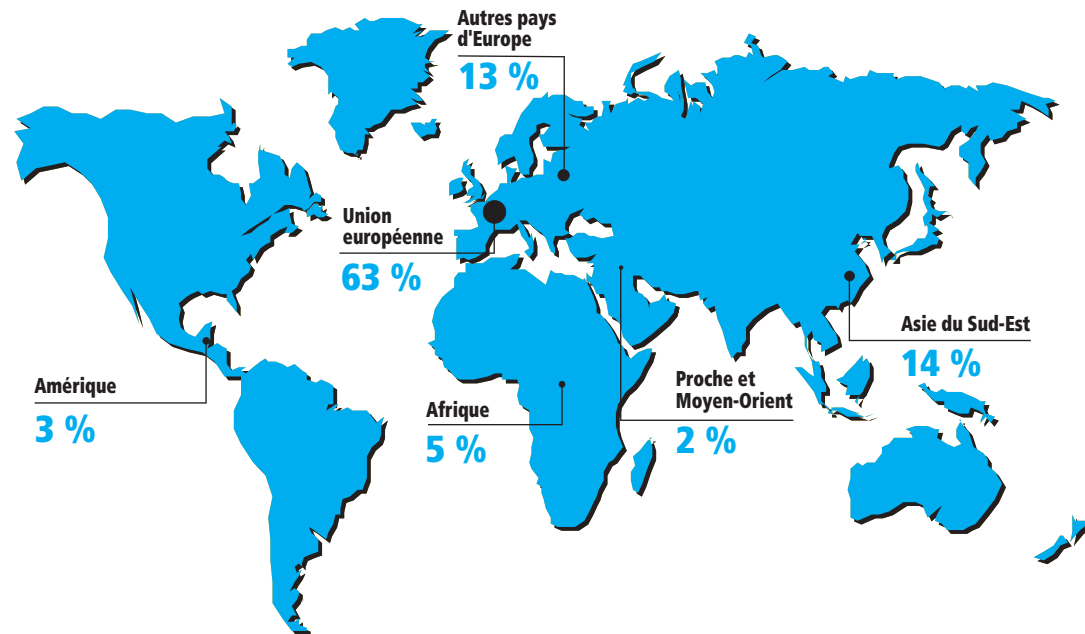 Autres pays
d'Europe
13 %
Union
européenne
63 %
Asie du Sud-Est
14 %
Amérique
3 %
Afrique
5 %
Proche et
Moyen-Orient
2 %